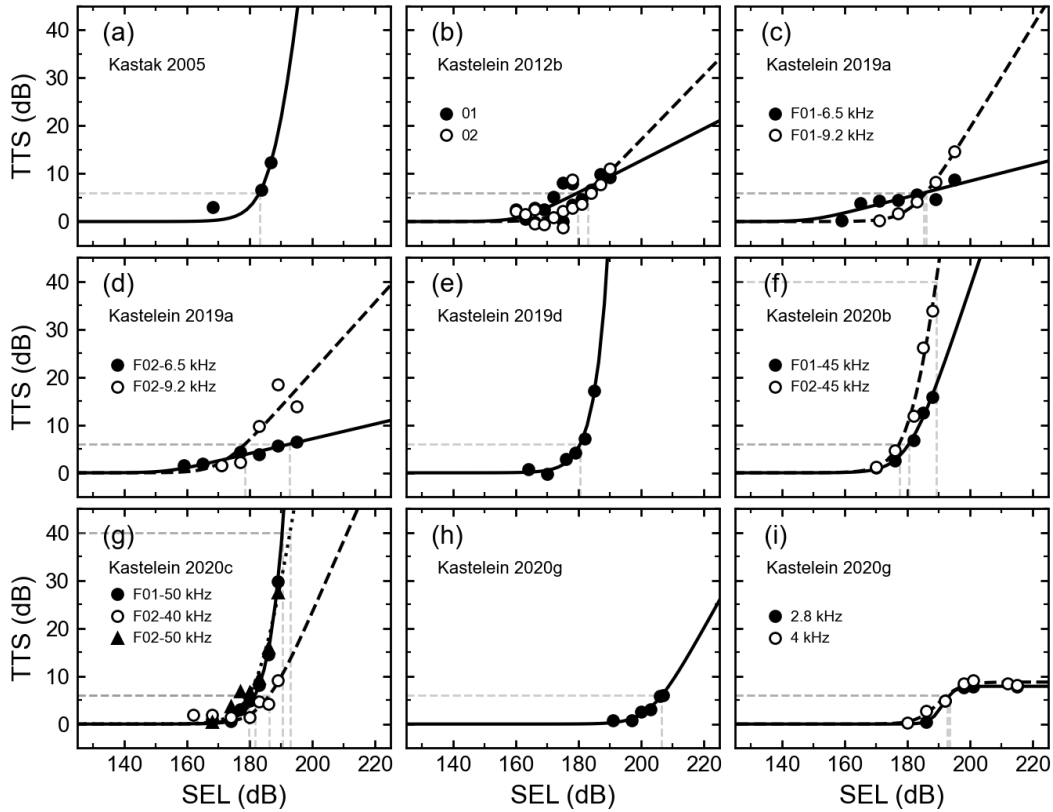 (a)
Kastak 2005
TTS (dB)
40
30
20
10
0
(b)
Kastelein 2012b
01
02
(c)
Kastelein 2019a
F01-6.5 kHz
F01-9.2 kHz
(d)
Kastelein 2019a
F02-6.5 kHz
F02-9.2 kHz
TTS (dB)
40
30
20
10
0
(e)
Kastelein 2019d
(f)
Kastelein 2020b
F01-45 kHz
F02-45 kHz
(g)
Kastelein 2020c
F01-50 kHz
F02-40 kHz
F02-50 kHz
TTS (dB)
40
30
20
10
0
140 160 180 200 220
SEL (dB)
(h)
Kastelein 2020g
140 160 180 200 220
SEL (dB)
(i)
Kastelein 2020g
2.8 kHz
4 kHz
140 160 180 200 220
SEL (dB)